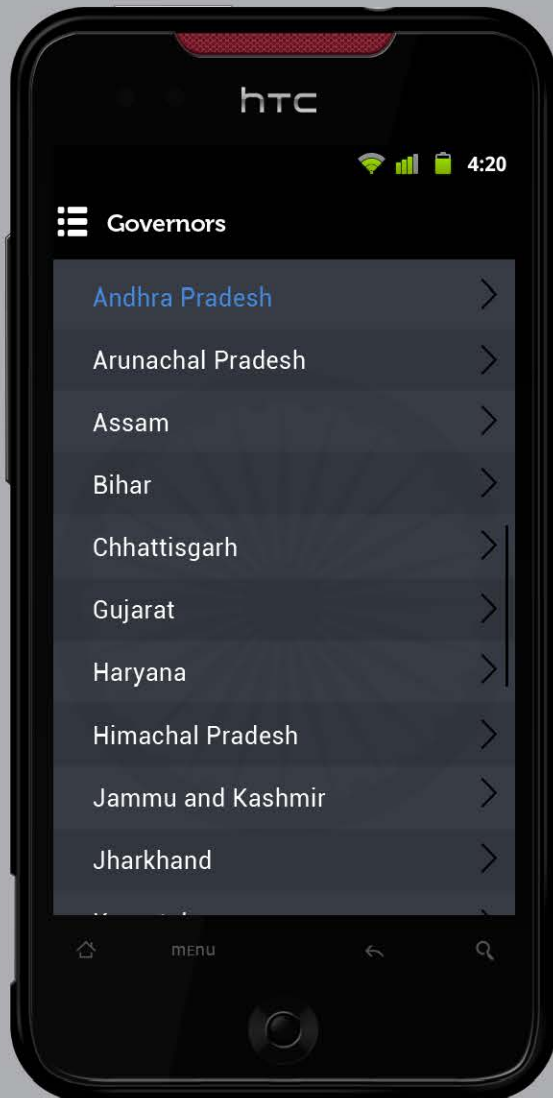 hTC
4:20
Governors
Andhra Pradesh
Arunachal Pradesh
Assam
Bihar
Chhattisgarh
Gujarat
Haryana
Himachal Pradesh
Jammu and Kashmir
Jharkhand
MENU